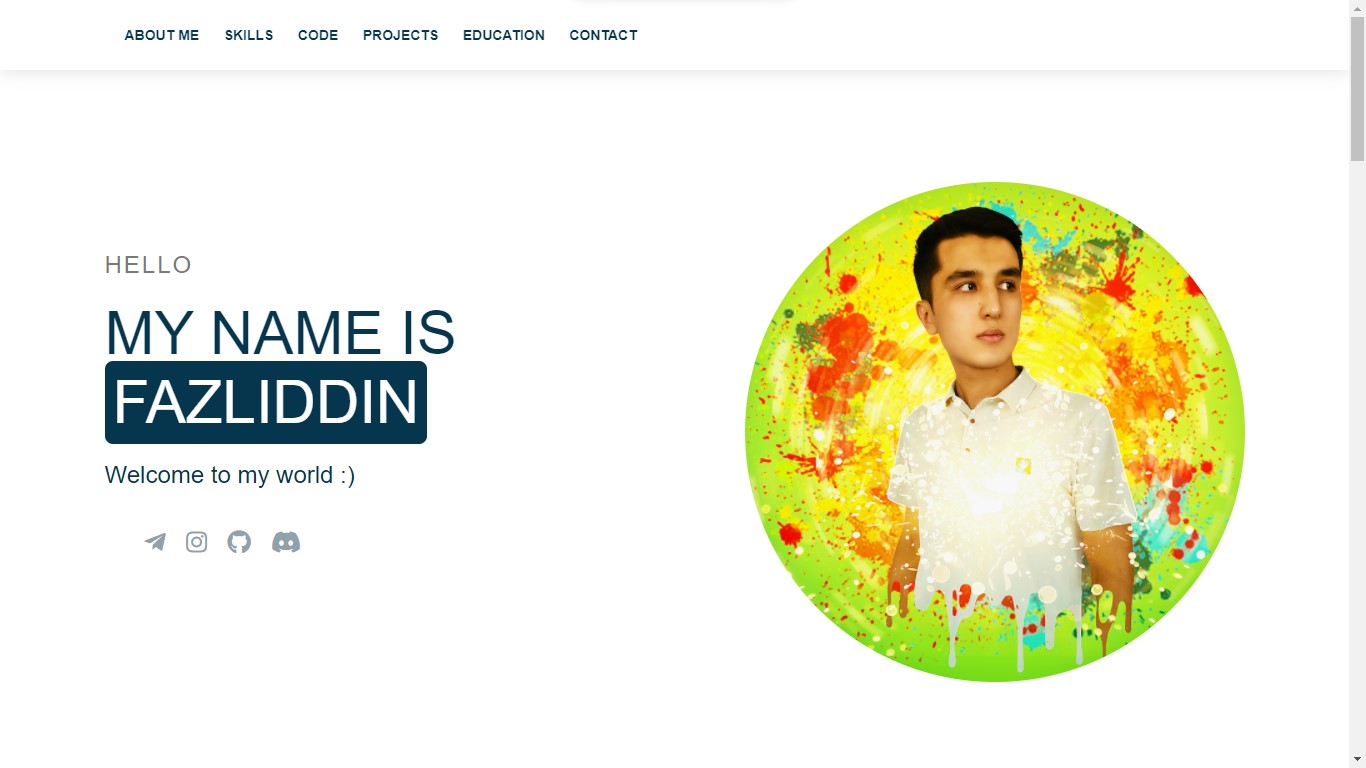 ABOUT ME SKILLS CODE PROJECTS EDUCATION CONTACT
HELLO
MY NAME IS
FAZLIDDIN
Welcome to my world :)